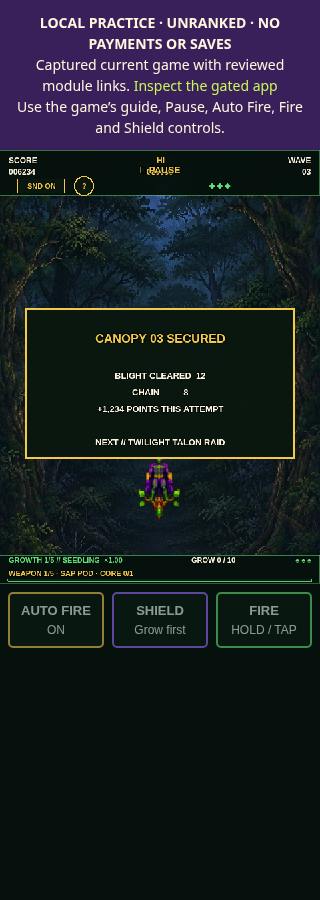 LOCAL PRACTICE · UNRANKED · NO
PAYMENTS OR SAVES
Captured current game with reviewed
module links. Inspect the gated app
Use the game's guide, Pause, Auto Fire, Fire
and Shield controls.
SCORE HI WAVE
006234 PAUSE 03
SND ON ?
CANOPY 03 SECURED
BLIGHT CLEARED 12
CHAIN 8
+1,234 POINTS THIS ATTEMPT
NEXT // TWILIGHT TALON RAID
GROWTH 1/5 // SEEDLING ×1.00 GROW 0 / 10
WEAPON 1/5 · SAP POD · CORE 0/1
AUTO FIRE SHIELD FIRE
ON Grow first HOLD / TAP